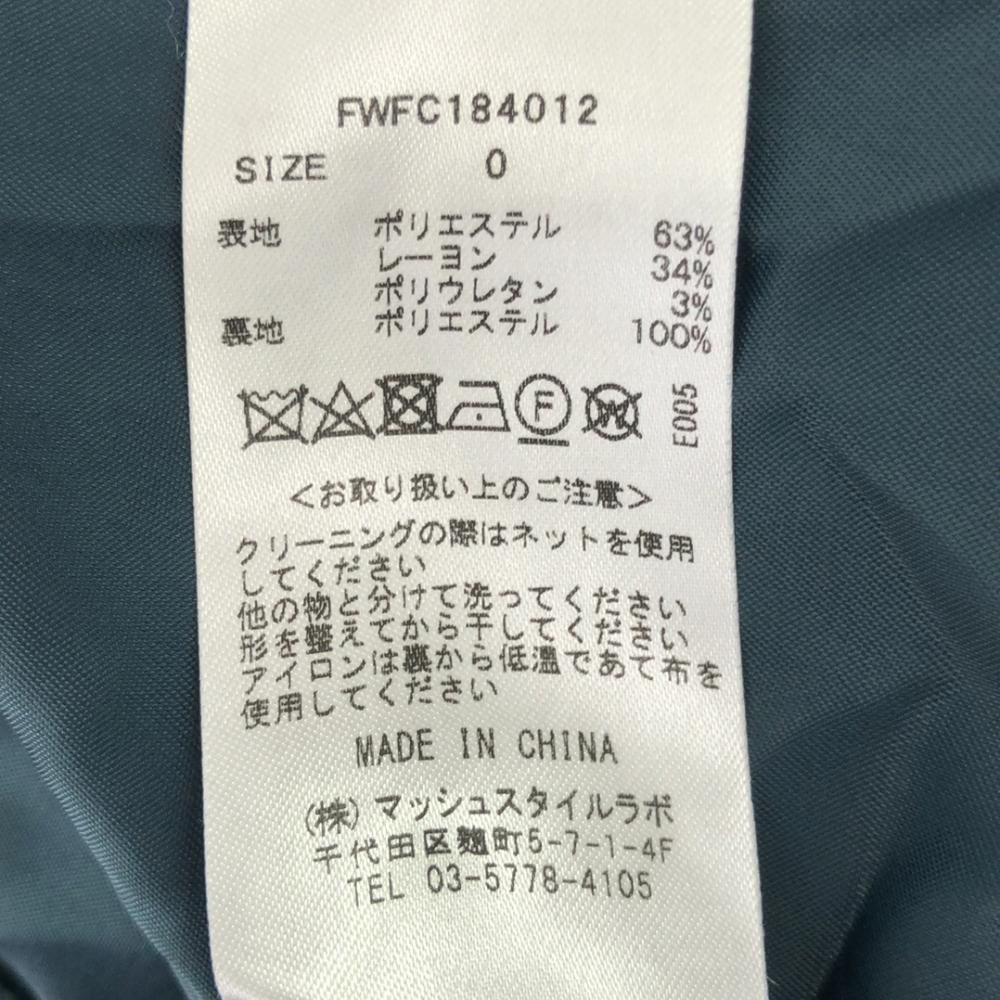 FWFC184012
SIZE 0
表地 ポリエステル 63%
レーヨン 34%
ポリウレタン 3%
裏地 ポリエステル 100%
F W E005
<お取り扱い上のご注意>
クリーニングの際はネットを使用
してください
他の物と分けて洗ってください
形を整えてから干してください
アイロンは裏から低温であて布を
使用してください
MADE IN CHINA
(株)マッシュスタイルラボ
千代田区麹町5-7-1-4F
TEL 03-5778-4105